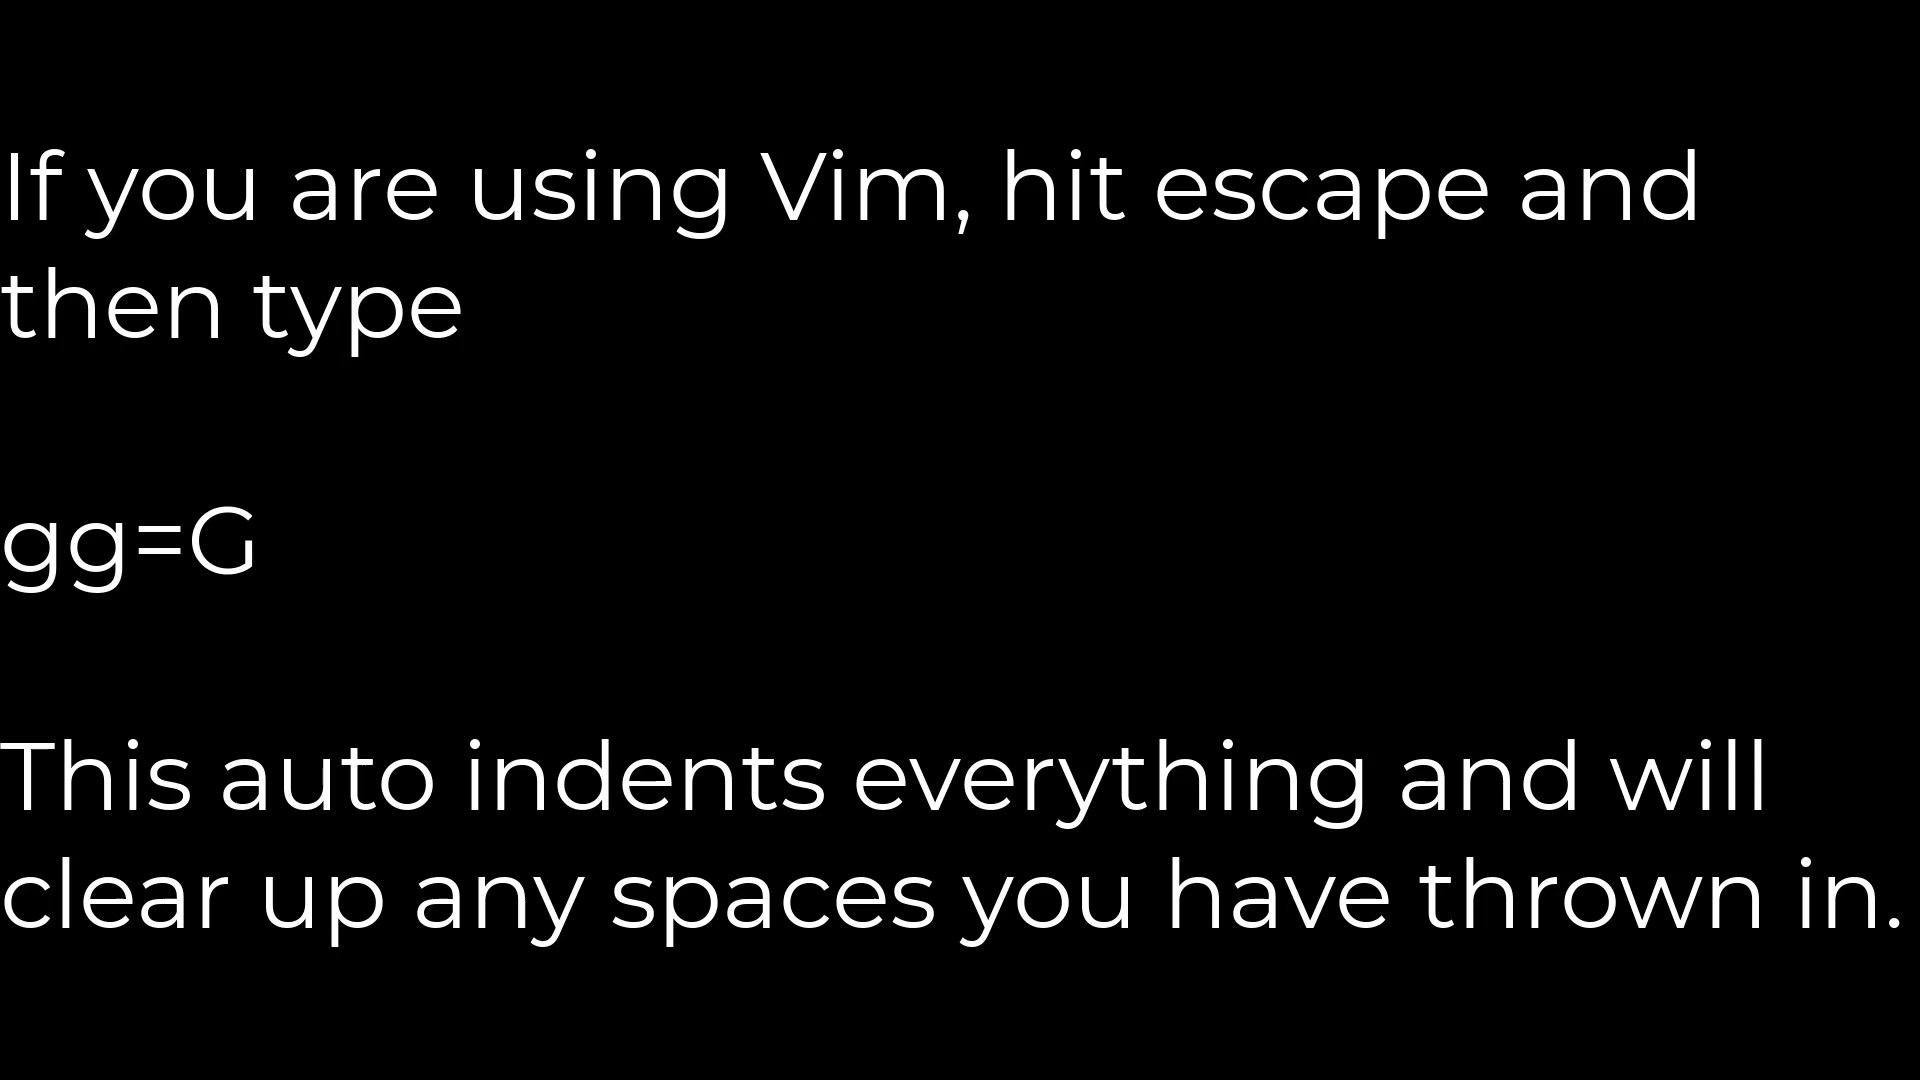 If you are using Vim, hit escape and
then type
gg=G
This auto indents everything and will
clear up any spaces you have thrown in.